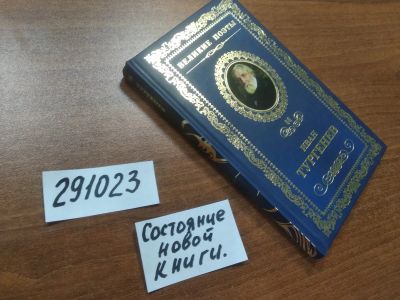 ВЕЛИКИЕ ПОЭТЫ
ИВАН
ТУРГЕНЕВ
291023
Состояние
новой
книги.